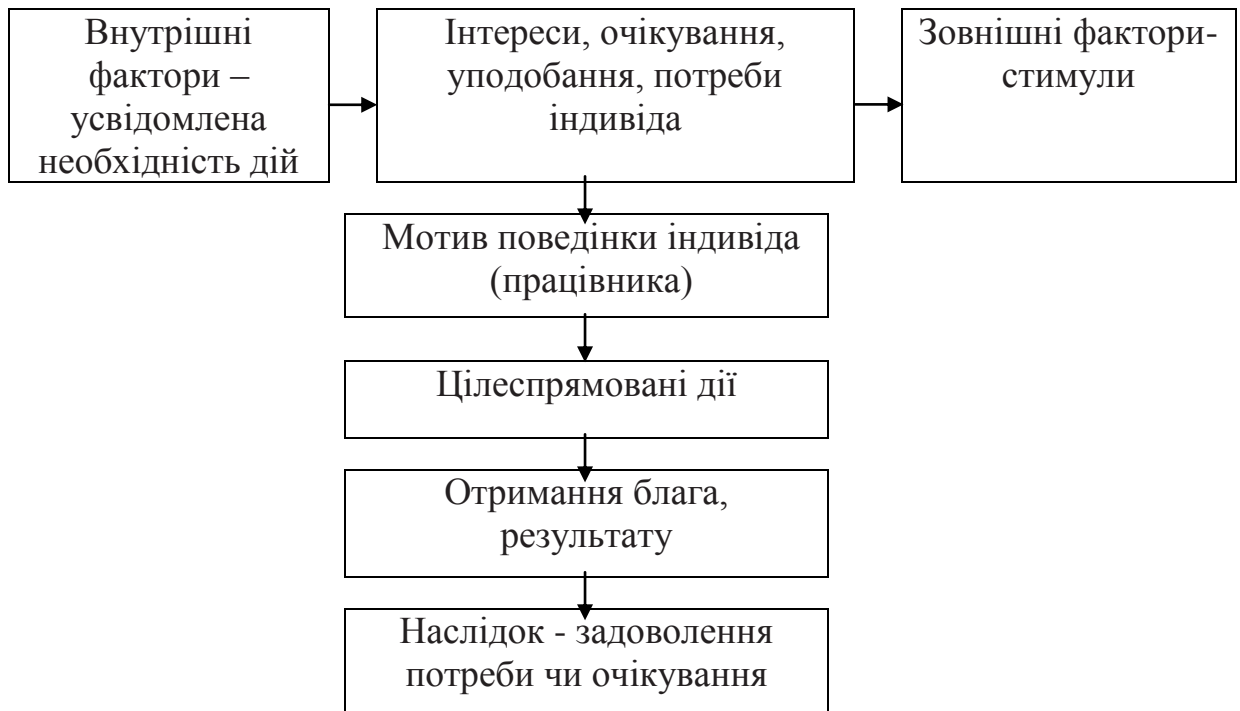 Внутрішні
фактори –
усвідомлена
необхідність дій
Інтереси, очікування,
уподобання, потреби
індивіда
Зовнішні фактори-
стимули
Мотив поведінки індивіда
(працівника)
Цілеспрямовані дії
Отримання блага,
результату
Наслідок - задоволення
потреби чи очікування